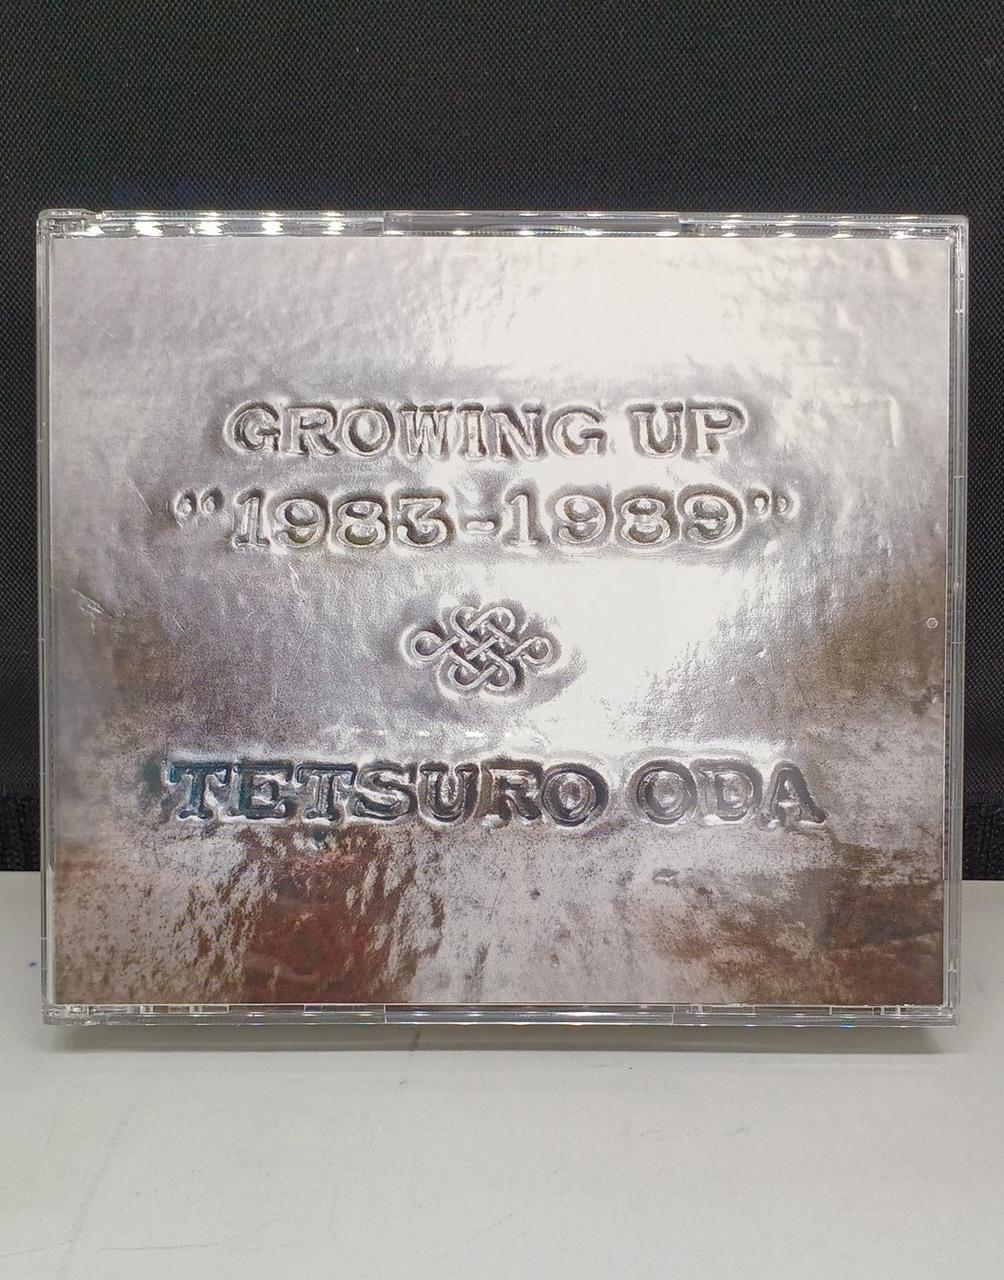 GROWING UP
“1983-1989”
TETSURO ODA